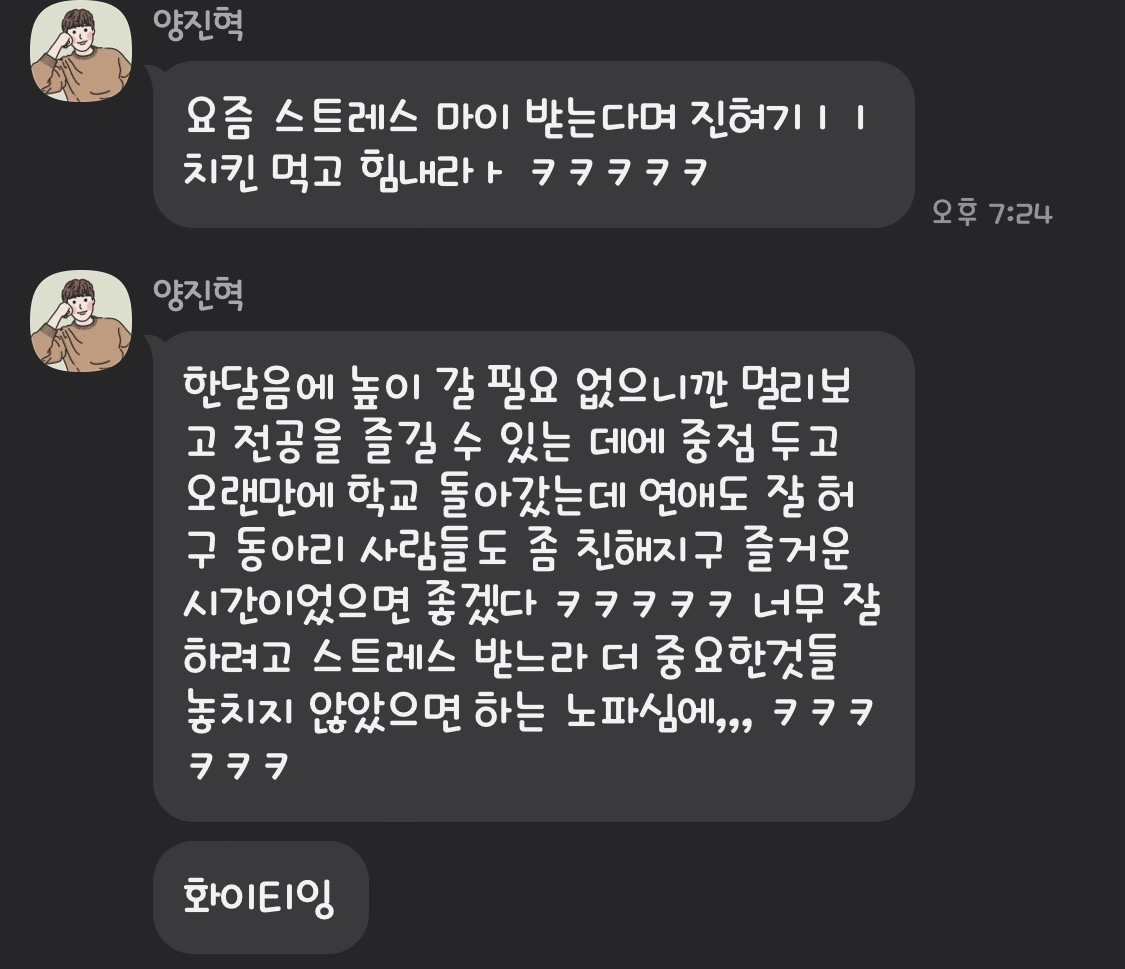 양진혁
요즘 스트레스 마이 받는다며 진혀기ㅣㅣ
치킨 먹고 힘내라ㅏ ㅋㅋㅋㅋㅋ
오후 7:24
양진혁
한달음에 높이 갈 필요 없으니깐 멀리보
고 전공을 즐길 수 있는 데에 중점 두고
오랜만에 학교 돌아갔는데 연애도 잘 허
구 동아리 사람들도 좀 친해지구 즐거운
시간이었으면 좋겠다 ㅋㅋㅋㅋㅋ 너무 잘
하려고 스트레스 받느라 더 중요한것들
놓치지 않았으면 하는 노파심에,,, ㅋㅋㅋ
ㅋㅋㅋ
화이티잉